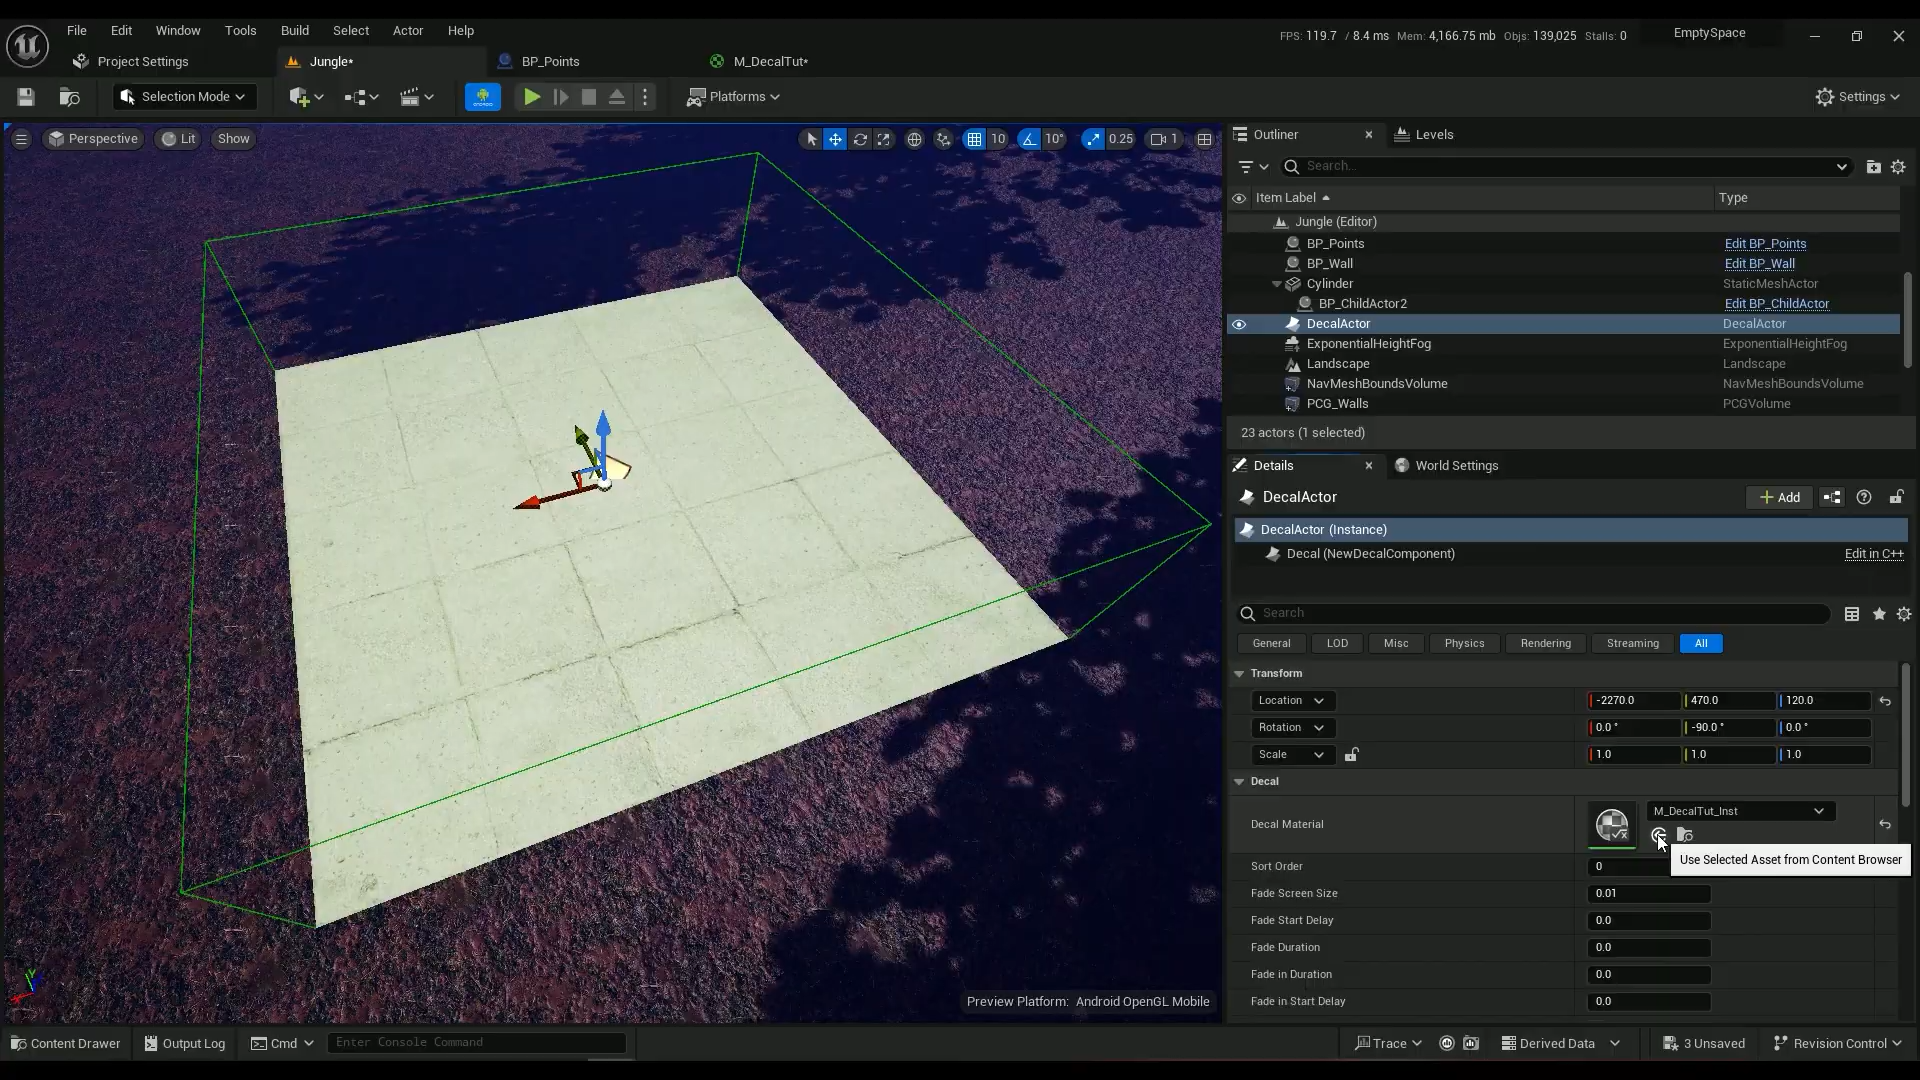 File Edit Window Tools Build Select Actor Help
FPS: 119.7 / 8.4 ms Mem: 4,166.75 mb Objs: 139,025 Stalls: 0
EmptySpace
Project Settings
Jungle*
BP_Points
M_DecalTut*
Selection Mode
Platforms
Settings
Perspective
Lit
Show
10
10°
0.25
1
Preview Platform: Android OpenGL Mobile
Outliner
Levels
Search...
Item Label Type
Jungle (Editor)
BP_Points Edit BP_Points
BP_Wall Edit BP_Wall
Cylinder StaticMeshActor
BP_ChildActor2 Edit BP_ChildActor
DecalActor DecalActor
ExponentialHeightFog ExponentialHeightFog
Landscape Landscape
NavMeshBoundsVolume NavMeshBoundsVolume
PCG_Walls PCGVolume
23 actors (1 selected)
Details
World Settings
DecalActor
Add
DecalActor (Instance)
Decal (NewDecalComponent) Edit in C++
Search
General LOD Misc Physics Rendering Streaming All
Transform
Location -2270.0 470.0 120.0
Rotation 0.0 ° -90.0 ° 0.0 °
Scale 1.0 1.0 1.0
Decal
Decal Material M_DecalTut_Inst
Use Selected Asset from Content Browser
Sort Order 0
Fade Screen Size 0.01
Fade Start Delay 0.0
Fade Duration 0.0
Fade in Duration 0.0
Fade in Start Delay 0.0
Content Drawer
Output Log
Cmd
Enter Console Command
Trace
Derived Data
3 Unsaved
Revision Control